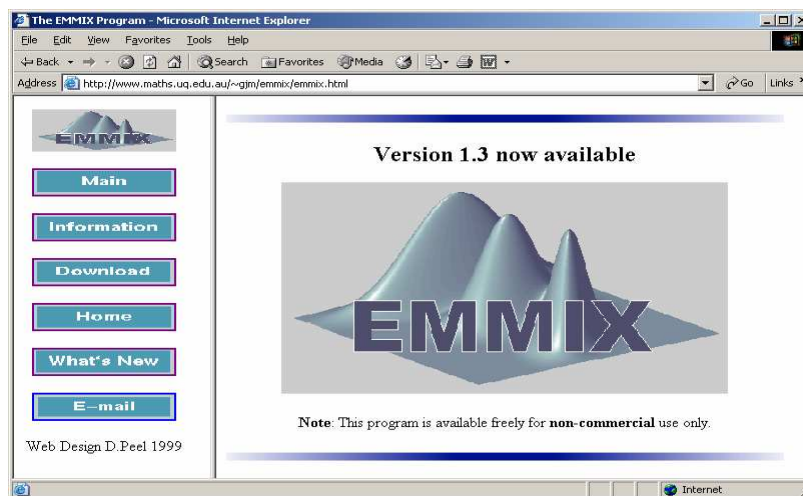 The EMMIX Program - Microsoft Internet Explorer
File Edit View Favorites Tools Help
Back Search Favorites Media
Address http://www.maths.uq.edu.au/~gjm/emmix/emmix.html Go Links
EMMIX
Main
Information
Download
Home
What's New
E-mail
Web Design D.Peel 1999
Version 1.3 now available
EMMIX
Note: This program is available freely for non-commercial use only.
Internet